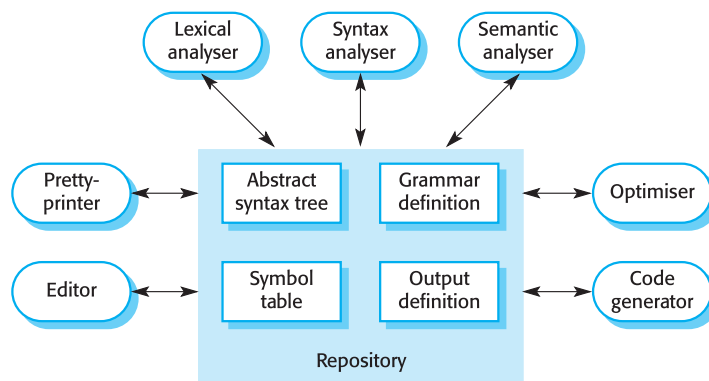 Lexical
analyser
Syntax
analyser
Semantic
analyser
Pretty-
printer
Abstract
syntax tree
Grammar
definition
Optimiser
Editor
Symbol
table
Output
definition
Code
generator
Repository